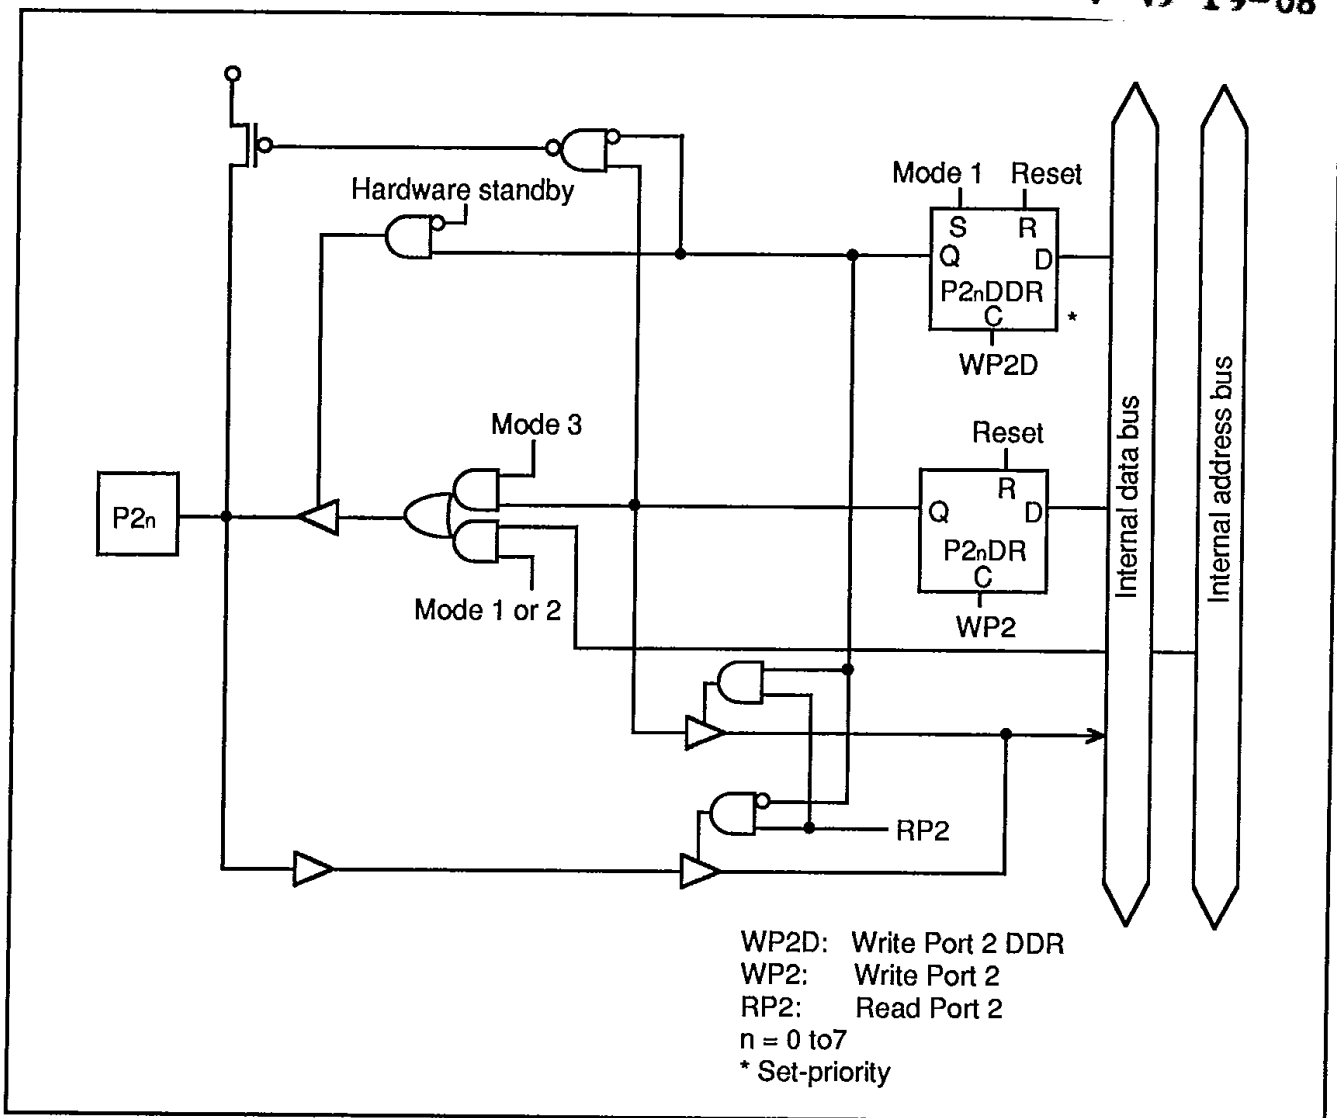 Hardware standby
Mode 1 Reset
S R
Q D
P2nDDR
C
*
WP2D
Mode 3
Reset
R
Q D
P2nDR
C
WP2
P2n
Mode 1 or 2
Internal data bus
Internal address bus
RP2
WP2D: Write Port 2 DDR
WP2: Write Port 2
RP2: Read Port 2
n = 0 to7
* Set-priority